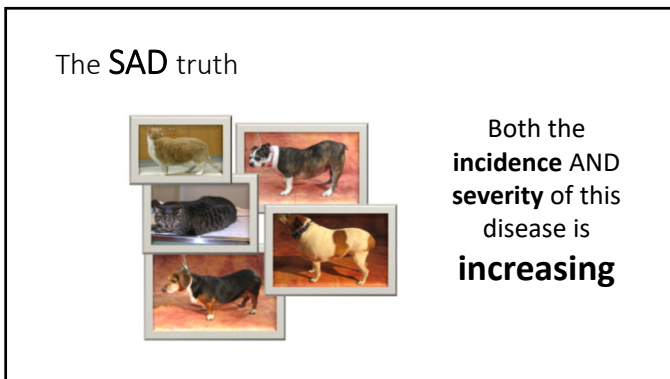 The SAD truth
Both the
incidence AND
severity of this
disease is
increasing